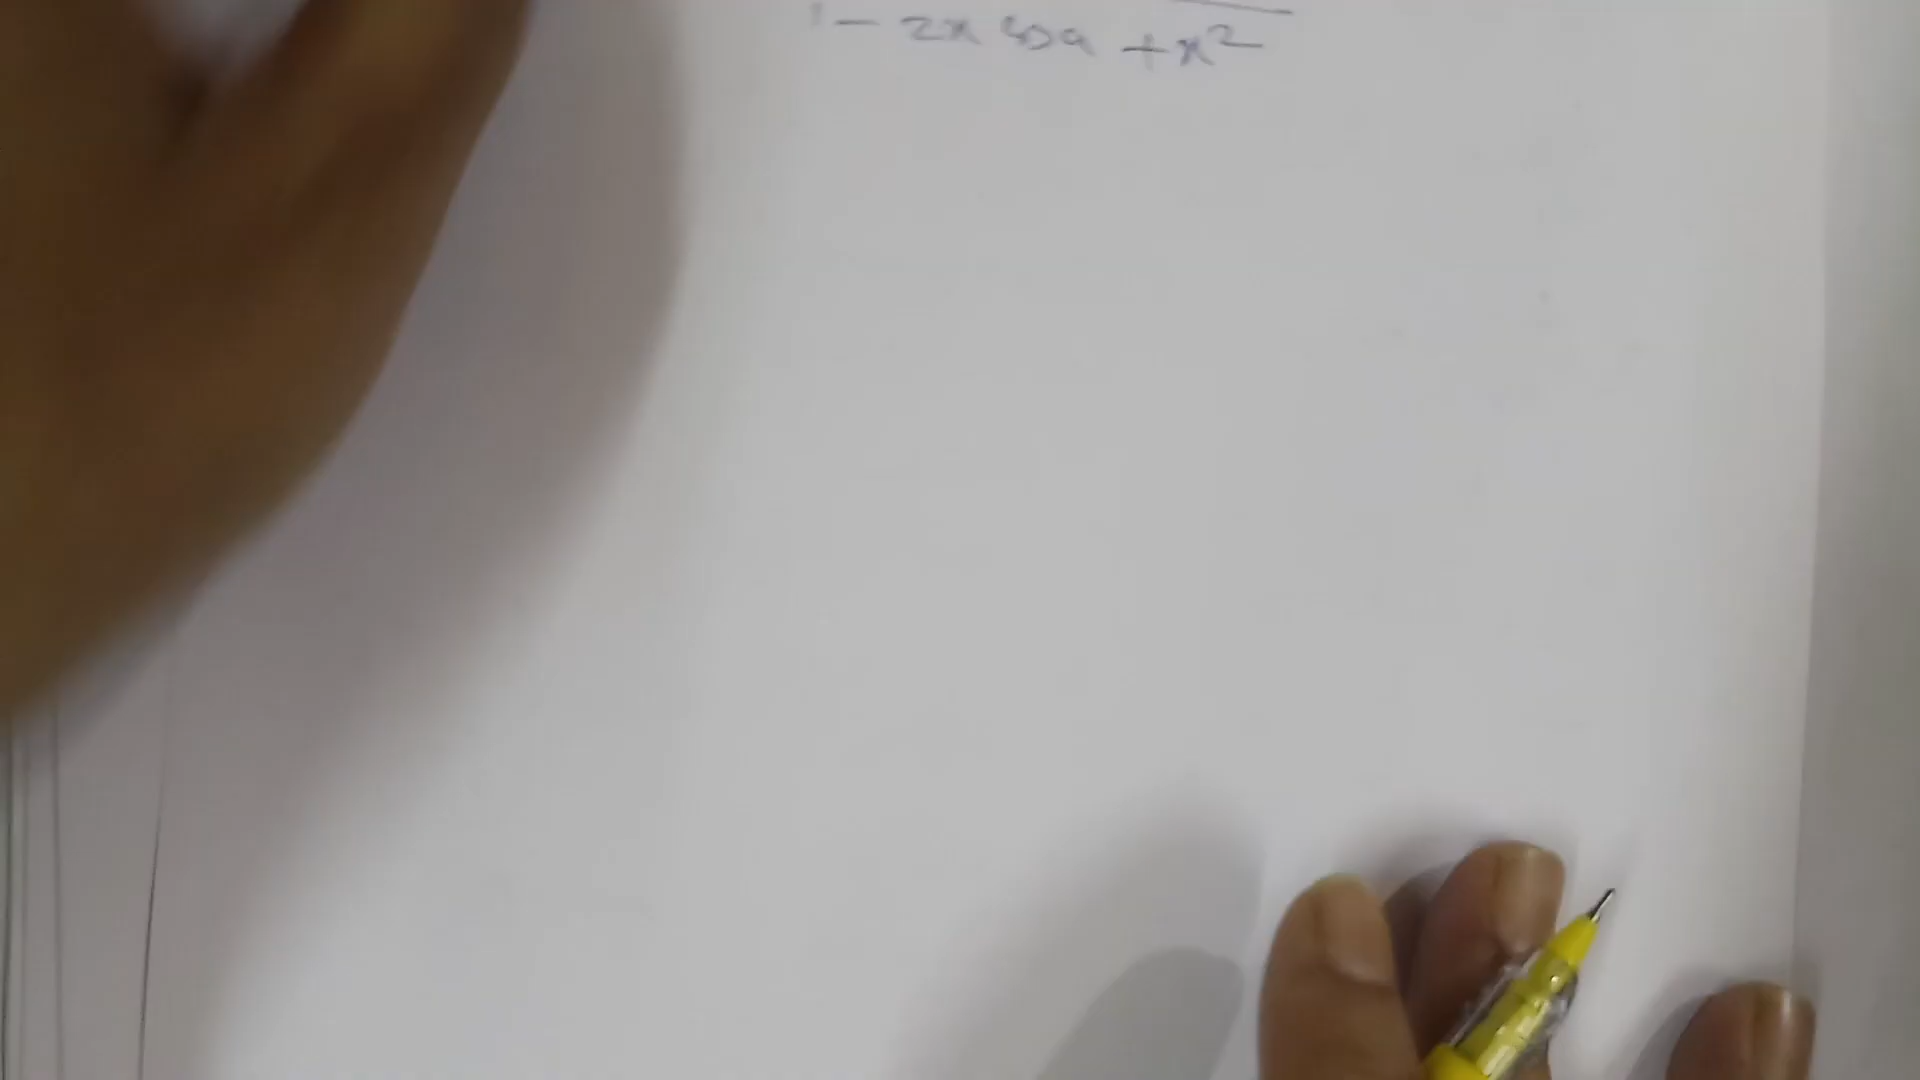 1 - 2x cos a + x²